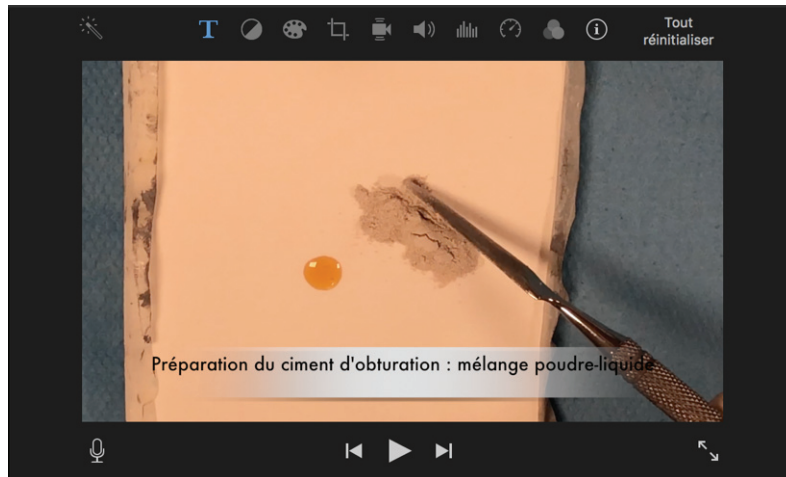 Tout
réinitialiser
Préparation du ciment d'obturation : mélange poudre-liquide